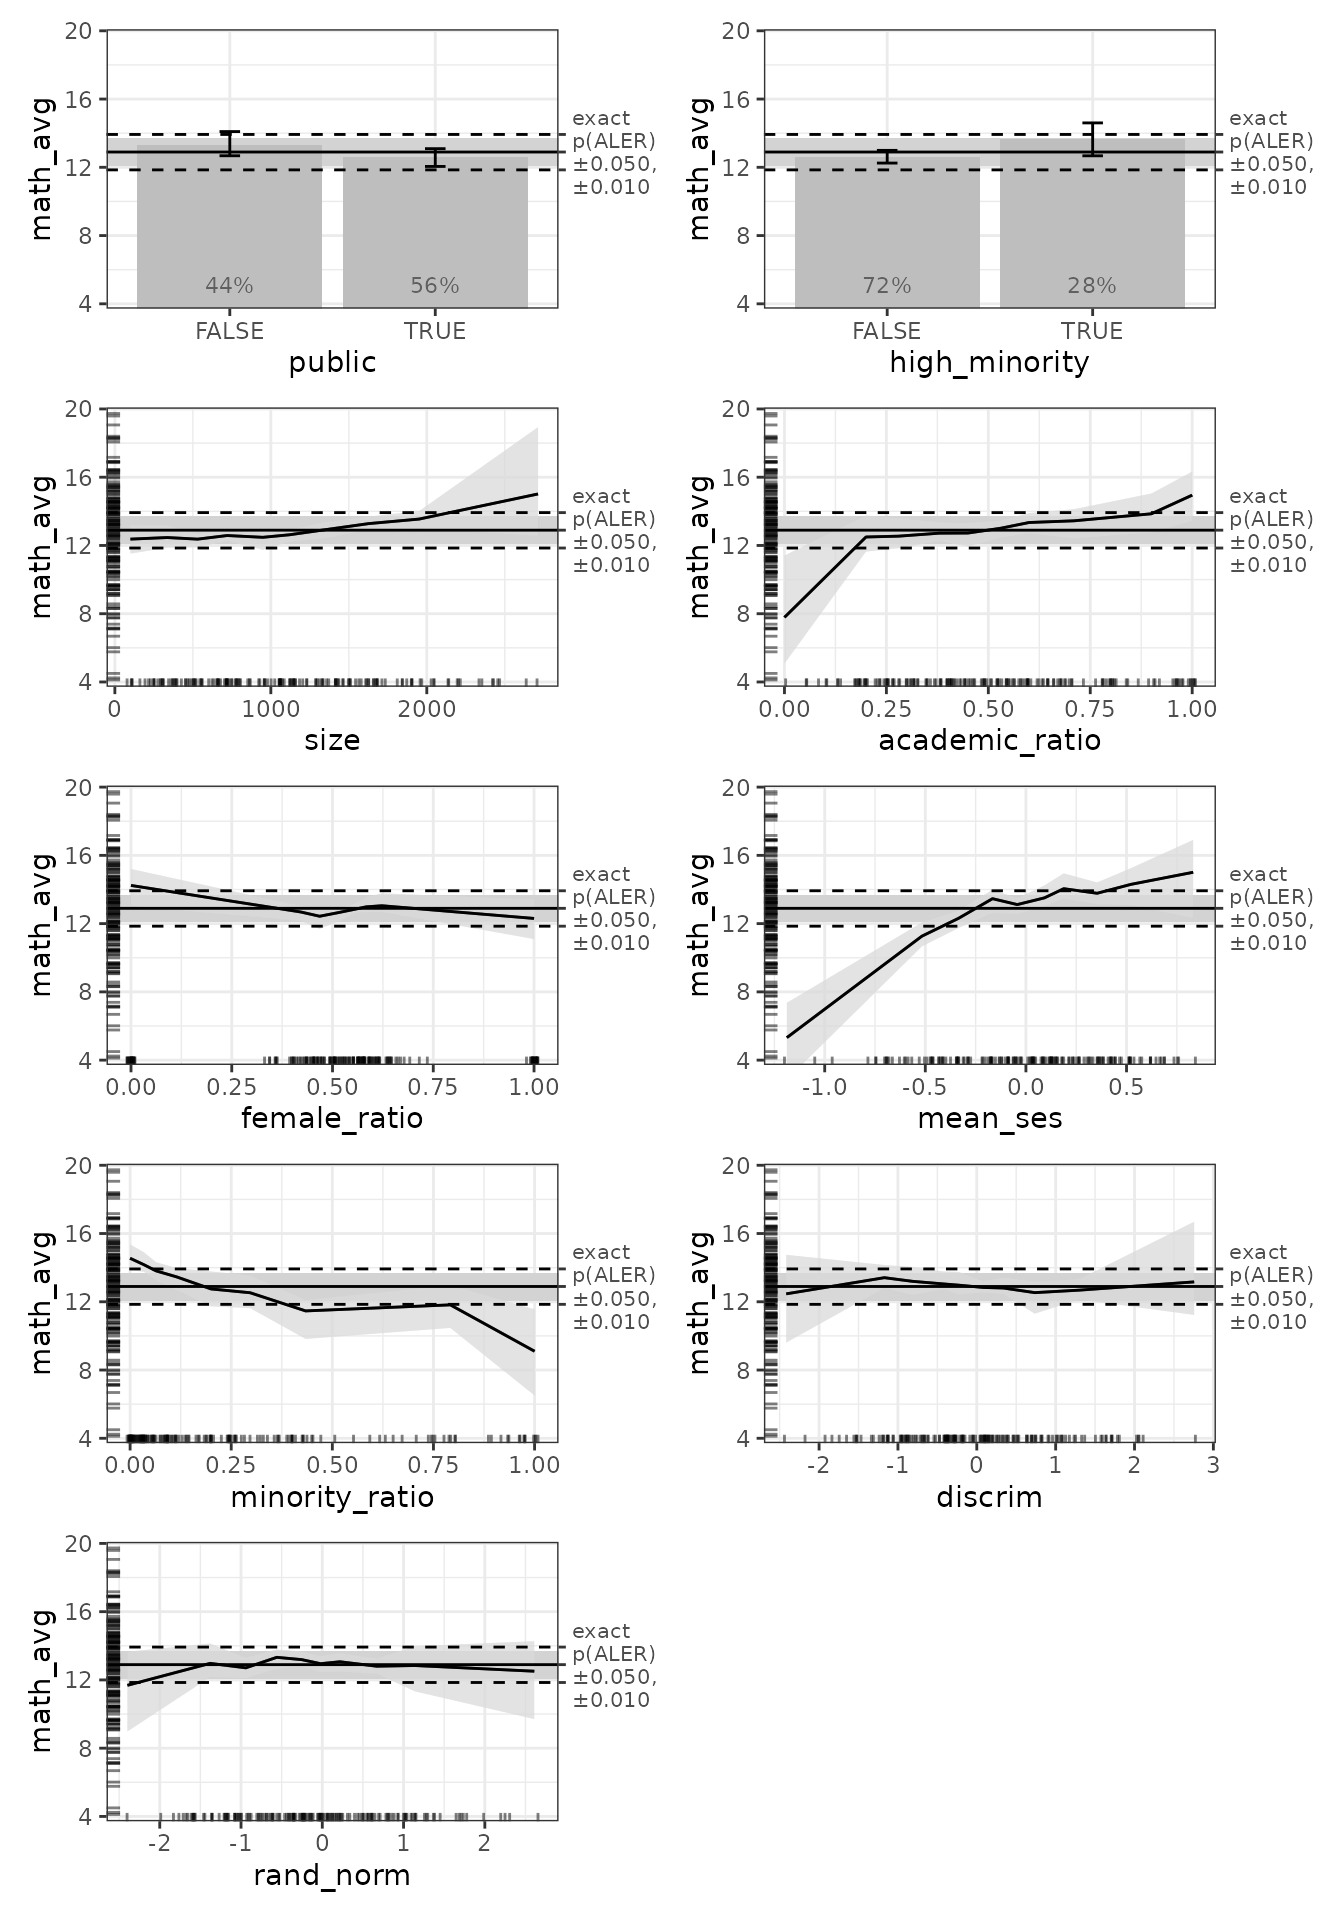 20
16
12
8
4
math_avg
44%
56%
FALSE
TRUE
public
exact
p(ALER)
±0.050,
±0.010
20
16
12
8
4
math_avg
72%
28%
FALSE
TRUE
high_minority
exact
p(ALER)
±0.050,
±0.010
20
16
12
8
4
math_avg
0
1000
2000
size
exact
p(ALER)
±0.050,
±0.010
20
16
12
8
4
math_avg
0.00
0.25
0.50
0.75
1.00
academic_ratio
exact
p(ALER)
±0.050,
±0.010
20
16
12
8
4
math_avg
0.00
0.25
0.50
0.75
1.00
female_ratio
exact
p(ALER)
±0.050,
±0.010
20
16
12
8
4
math_avg
-1.0
-0.5
0.0
0.5
mean_ses
exact
p(ALER)
±0.050,
±0.010
20
16
12
8
4
math_avg
0.00
0.25
0.50
0.75
1.00
minority_ratio
exact
p(ALER)
±0.050,
±0.010
20
16
12
8
4
math_avg
-2
-1
0
1
2
3
discrim
exact
p(ALER)
±0.050,
±0.010
20
16
12
8
4
math_avg
-2
-1
0
1
2
rand_norm
exact
p(ALER)
±0.050,
±0.010